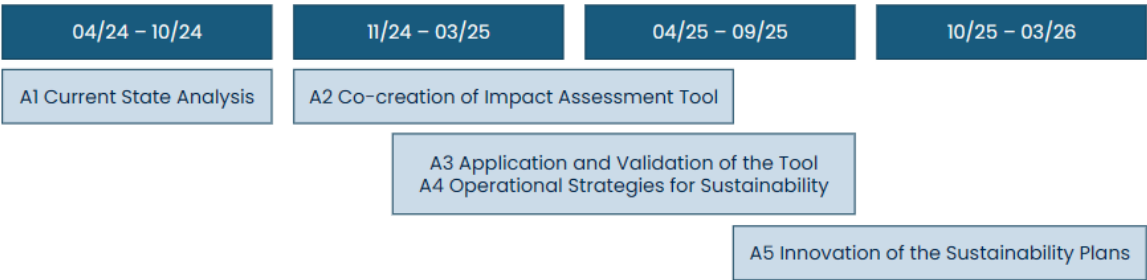 04/24 – 10/24
11/24 – 03/25
04/25 – 09/25
10/25 – 03/26
A1 Current State Analysis
A2 Co-creation of Impact Assessment Tool
A3 Application and Validation of the Tool
A4 Operational Strategies for Sustainability
A5 Innovation of the Sustainability Plans